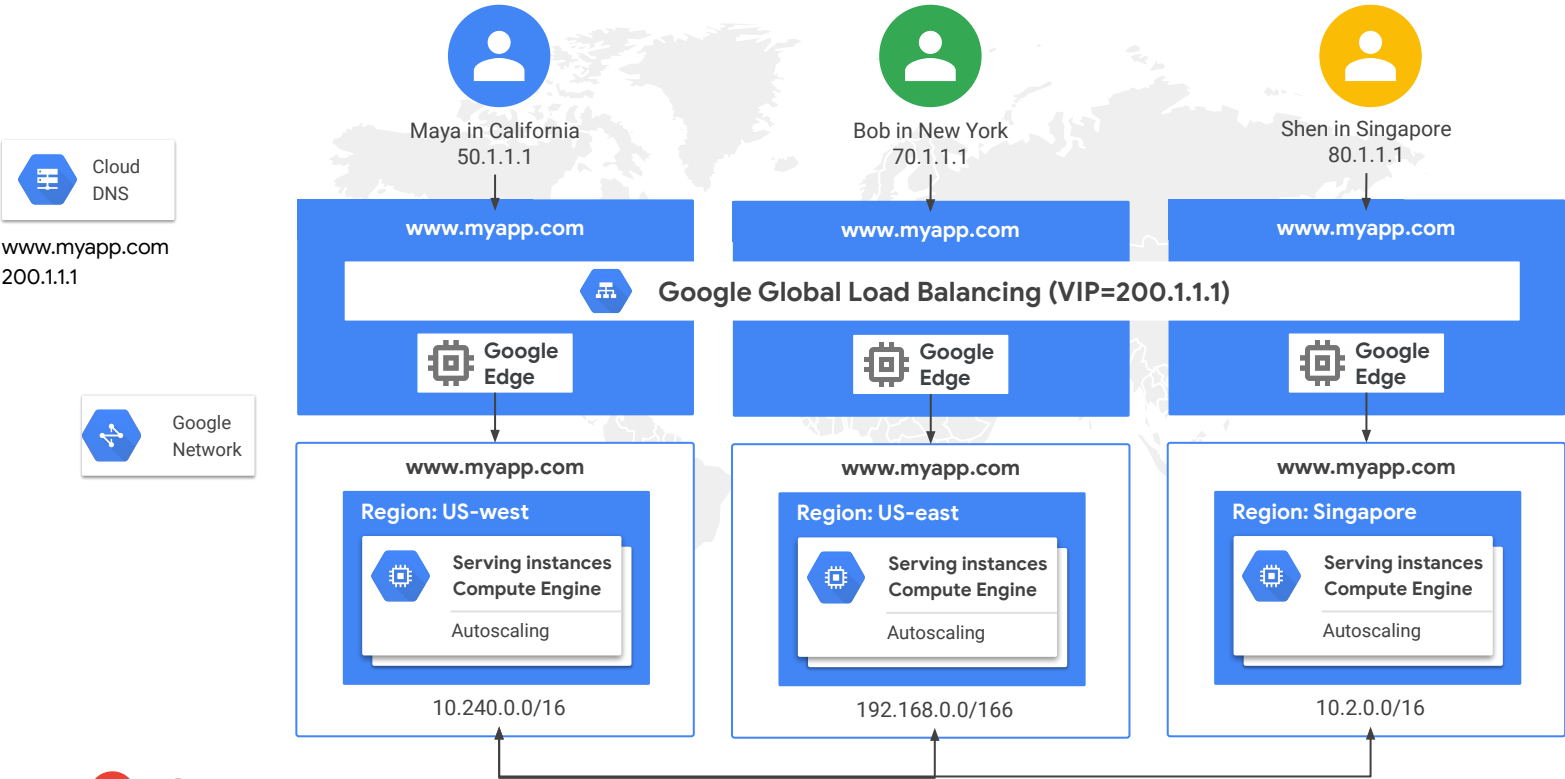 Maya in California
50.1.1.1
Bob in New York
70.1.1.1
Shen in Singapore
80.1.1.1
Cloud
DNS
www.myapp.com
200.1.1.1
www.myapp.com
www.myapp.com
www.myapp.com
Google Global Load Balancing (VIP=200.1.1.1)
Google
Edge
Google
Edge
Google
Edge
Google
Network
www.myapp.com
Region: US-west
Serving instances
Compute Engine
Autoscaling
10.240.0.0/16
www.myapp.com
Region: US-east
Serving instances
Compute Engine
Autoscaling
192.168.0.0/166
www.myapp.com
Region: Singapore
Serving instances
Compute Engine
Autoscaling
10.2.0.0/16